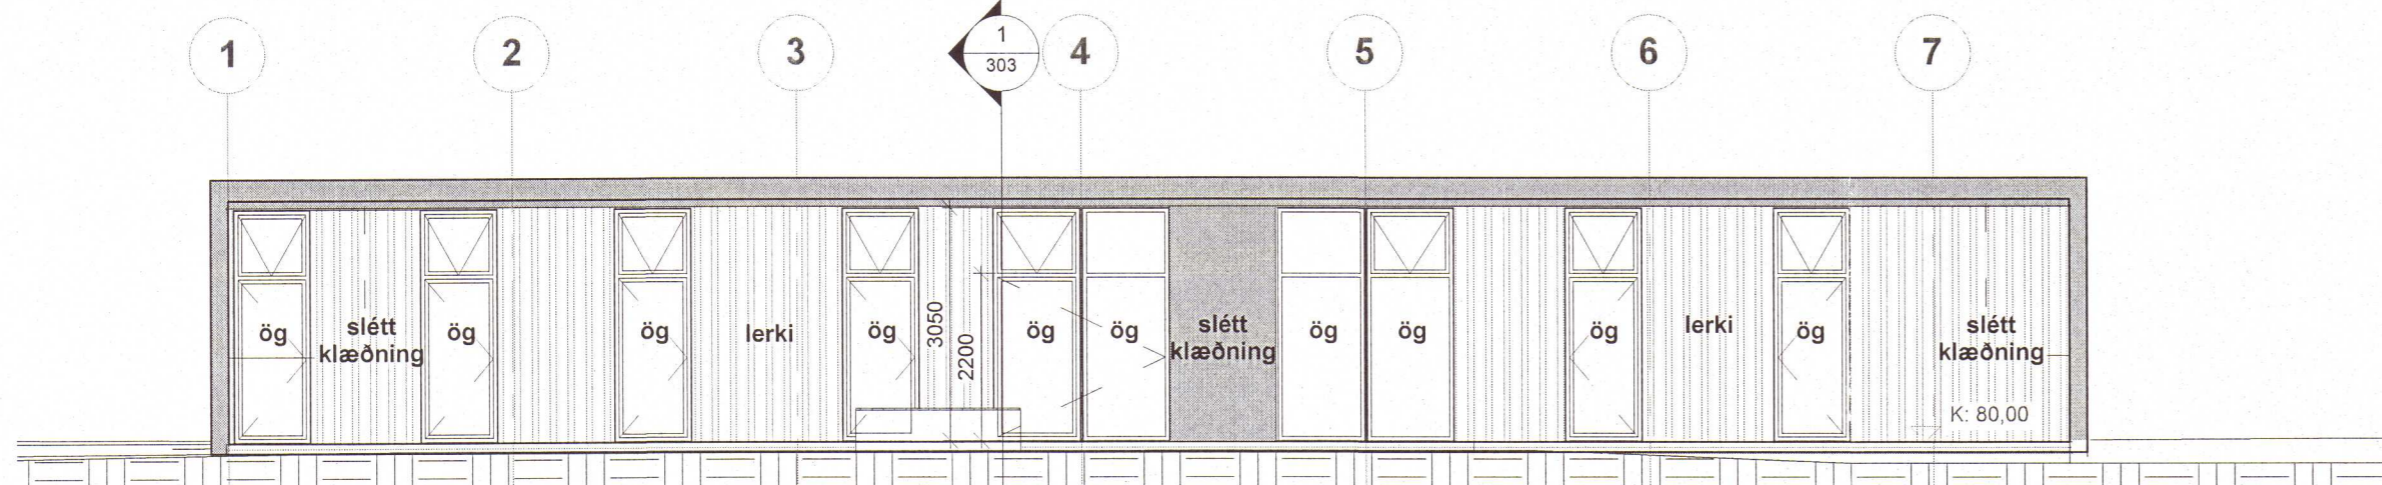 1
2
3
1
303
4
5
6
7
ög
slétt
klæðning
ög
ög
lerki
ög
3050
2200
ög
ög
slétt
klæðning
ög
ög
ög
lerki
ög
slétt
klæðning
K: 80,00